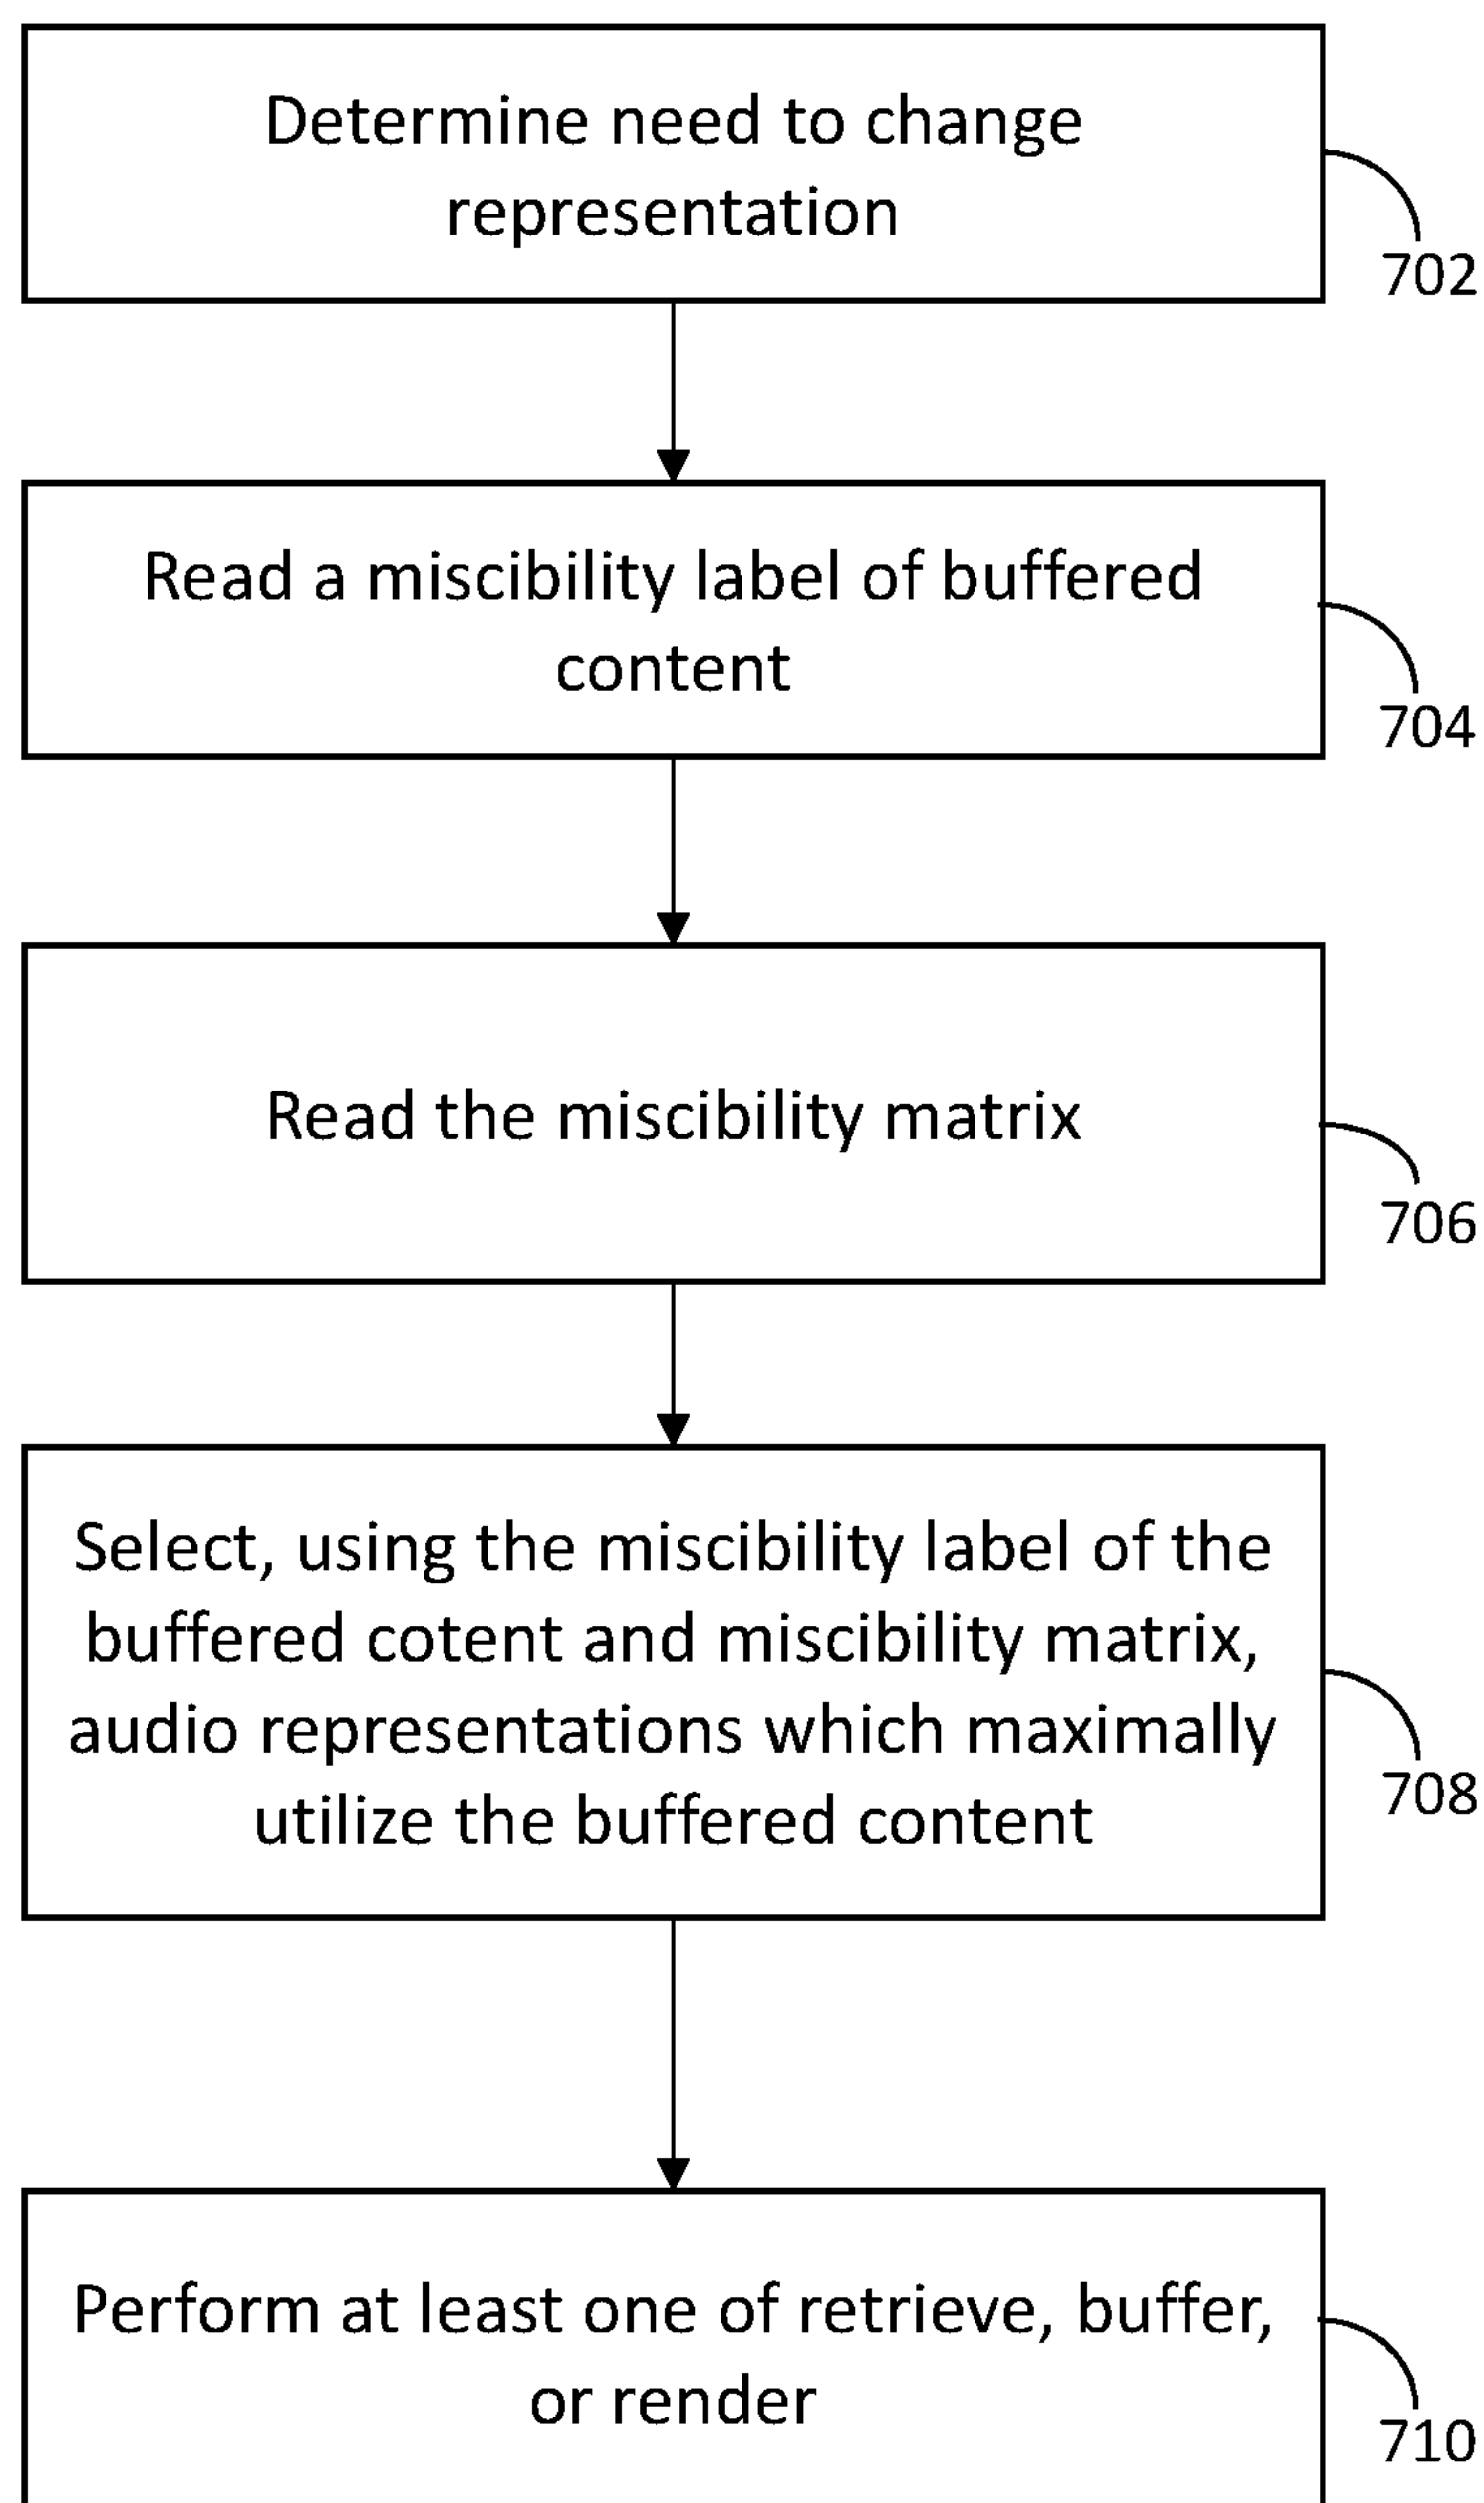 Determine need to change
representation
702
Read a miscibility label of buffered
content
704
Read the miscibility matrix
706
Select, using the miscibility label of the
buffered cotent and miscibility matrix,
audio representations which maximally
utilize the buffered content
708
Perform at least one of retrieve, buffer,
or render
710